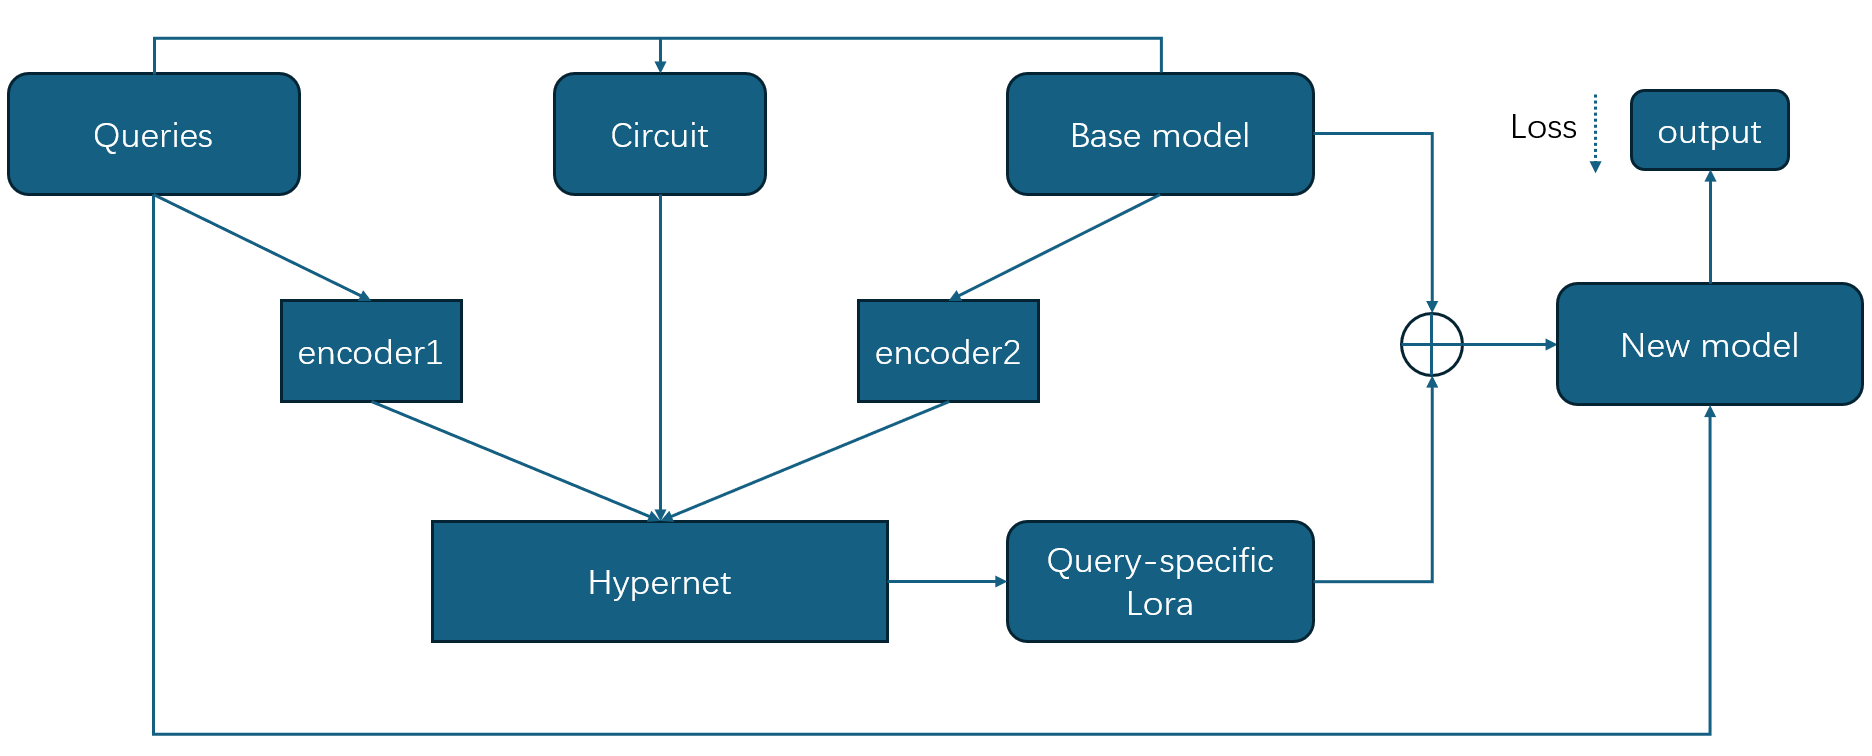 Queries
Circuit
Base model
Loss
output
encoder1
encoder2
New model
Hypernet
Query-specific
Lora